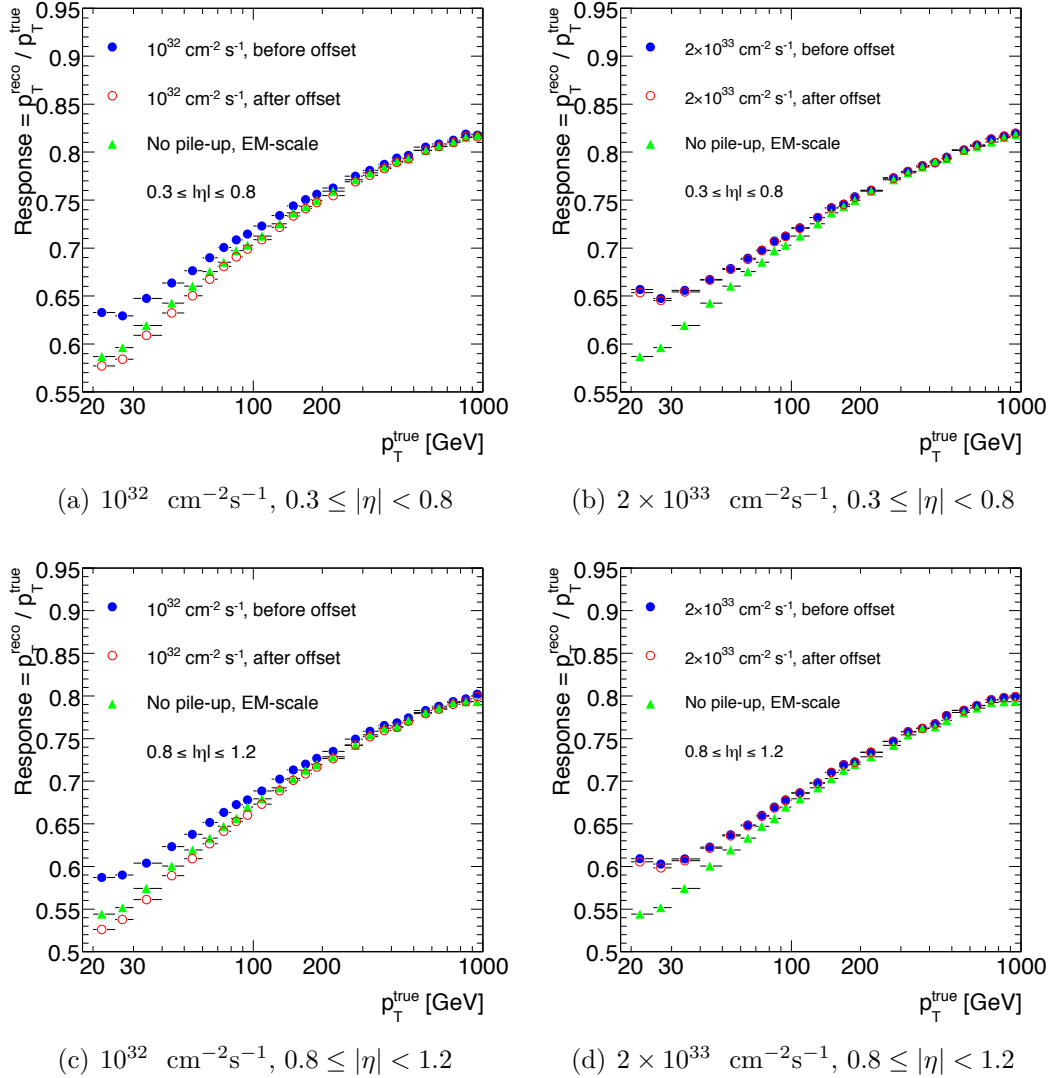 Response = p_T^reco / p_T^true
0.95
0.9
0.85
0.8
0.75
0.7
0.65
0.6
0.55
10^32 cm^-2 s^-1, before offset
10^32 cm^-2 s^-1, after offset
No pile-up, EM-scale
0.3 ≤ |η| ≤ 0.8
20 30 100 200 1000
p_T^true [GeV]
(a) 10^32 cm^−2s^−1, 0.3 ≤ |η| < 0.8
Response = p_T^reco / p_T^true
0.95
0.9
0.85
0.8
0.75
0.7
0.65
0.6
0.55
2×10^33 cm^-2 s^-1, before offset
2×10^33 cm^-2 s^-1, after offset
No pile-up, EM-scale
0.3 ≤ |η| ≤ 0.8
20 30 100 200 1000
p_T^true [GeV]
(b) 2 × 10^33 cm^−2s^−1, 0.3 ≤ |η| < 0.8
Response = p_T^reco / p_T^true
0.95
0.9
0.85
0.8
0.75
0.7
0.65
0.6
0.55
0.5
10^32 cm^-2 s^-1, before offset
10^32 cm^-2 s^-1, after offset
No pile-up, EM-scale
0.8 ≤ |η| ≤ 1.2
20 30 100 200 1000
p_T^true [GeV]
(c) 10^32 cm^−2s^−1, 0.8 ≤ |η| < 1.2
Response = p_T^reco / p_T^true
0.95
0.9
0.85
0.8
0.75
0.7
0.65
0.6
0.55
0.5
2×10^33 cm^-2 s^-1, before offset
2×10^33 cm^-2 s^-1, after offset
No pile-up, EM-scale
0.8 ≤ |η| ≤ 1.2
20 30 100 200 1000
p_T^true [GeV]
(d) 2 × 10^33 cm^−2s^−1, 0.8 ≤ |η| < 1.2